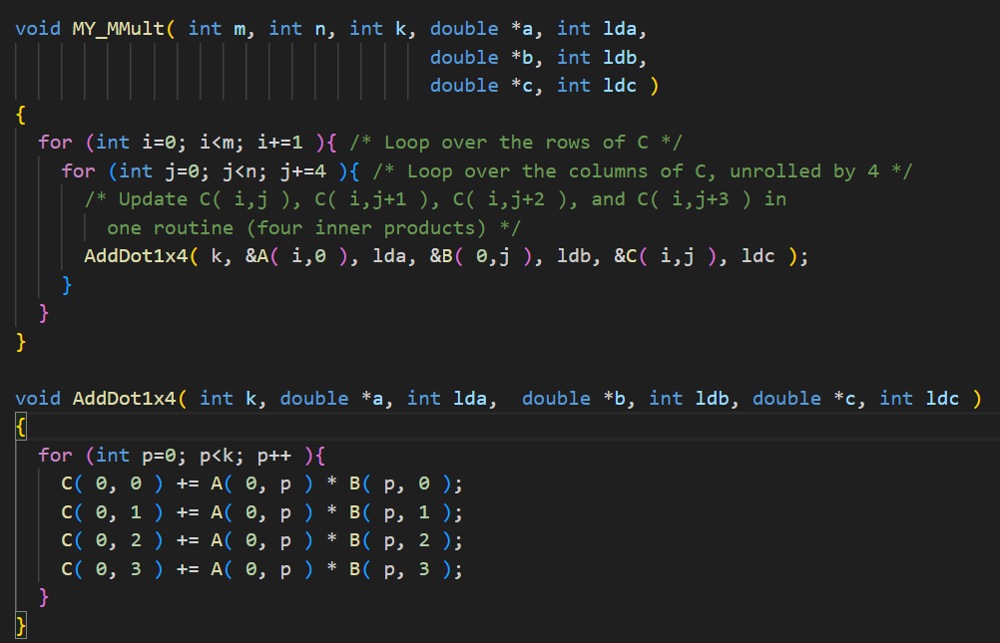 void MY_MMult( int m, int n, int k, double *a, int lda,
                                    double *b, int ldb,
                                    double *c, int ldc )
{
  for (int i=0; i<m; i+=1 ){ /* Loop over the rows of C */
    for (int j=0; j<n; j+=4 ){ /* Loop over the columns of C, unrolled by 4 */
      /* Update C( i,j ), C( i,j+1 ), C( i,j+2 ), and C( i,j+3 ) in
        one routine (four inner products) */
      AddDot1x4( k, &A( i,0 ), lda, &B( 0,j ), ldb, &C( i,j ), ldc );
    }
  }
}

void AddDot1x4( int k, double *a, int lda,  double *b, int ldb, double *c, int ldc )
{
  for (int p=0; p<k; p++ ){
    C( 0, 0 ) += A( 0, p ) * B( p, 0 );
    C( 0, 1 ) += A( 0, p ) * B( p, 1 );
    C( 0, 2 ) += A( 0, p ) * B( p, 2 );
    C( 0, 3 ) += A( 0, p ) * B( p, 3 );
  }
}